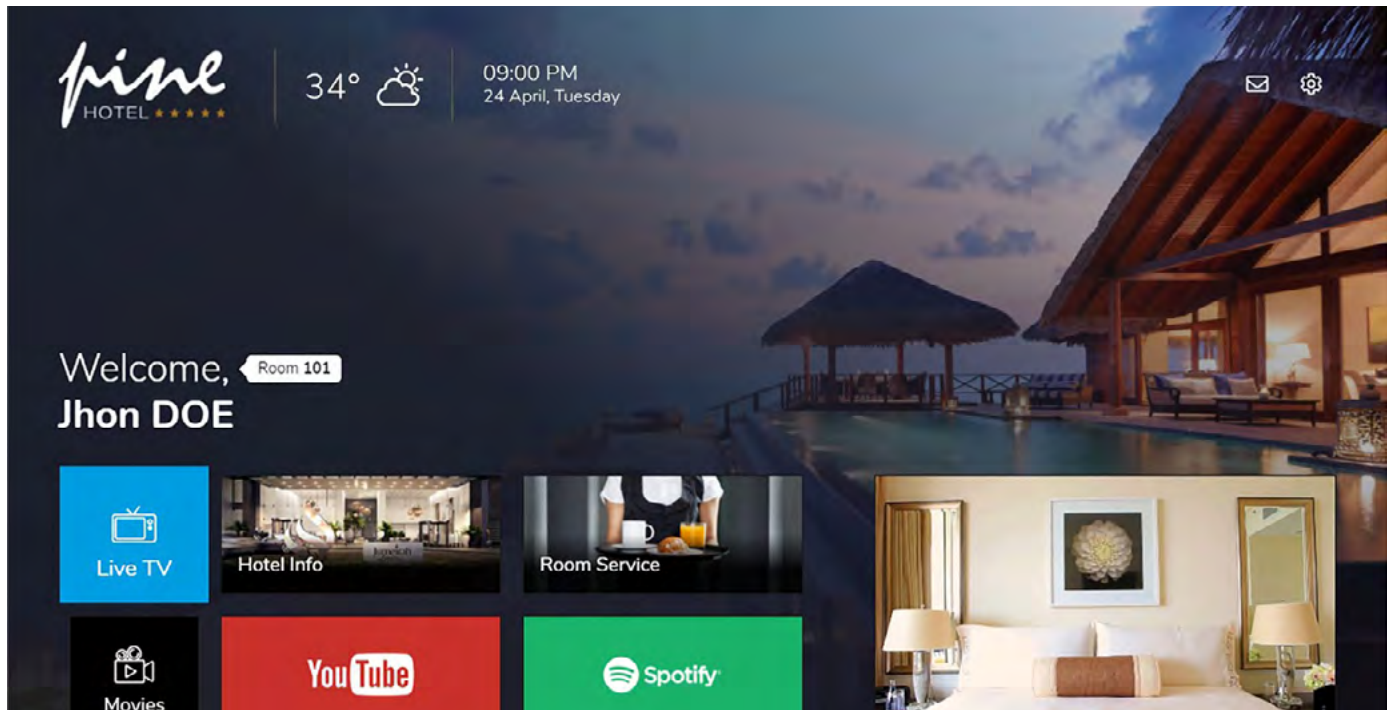 pine
HOTEL
34°
09:00 PM
24 April, Tuesday
Welcome,
Room 101
Jhon DOE
Live TV
Hotel Info
Room Service
Movies
YouTube
Spotify